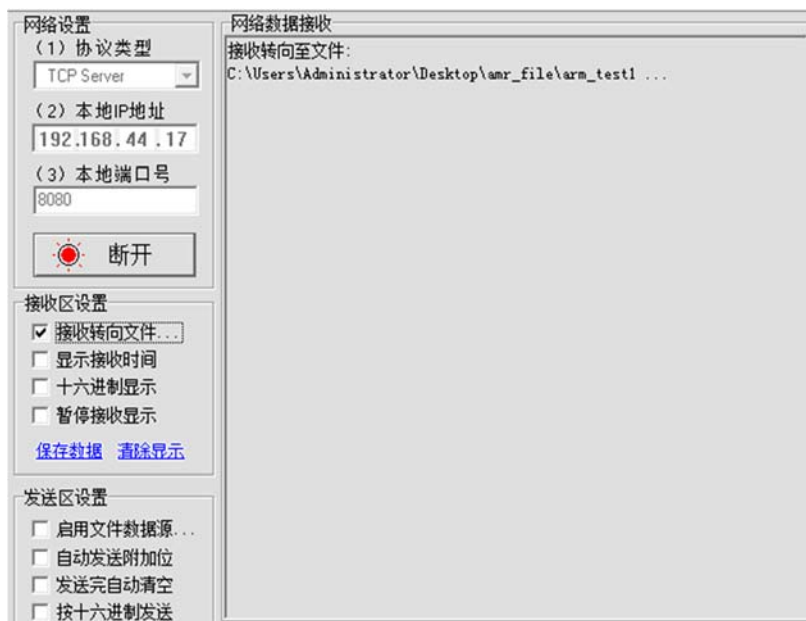 网络设置
（1）协议类型
TCP Server
（2）本地IP地址
192.168.44.17
（3）本地端口号
8080
断开
接收区设置
接收转向文件...
显示接收时间
十六进制显示
暂停接收显示
保存数据 清除显示
发送区设置
启用文件数据源...
自动发送附加位
发送完自动清空
按十六进制发送
网络数据接收
接收转向至文件:
C:\Users\Administrator\Desktop\amr_file\arm_test1 ...